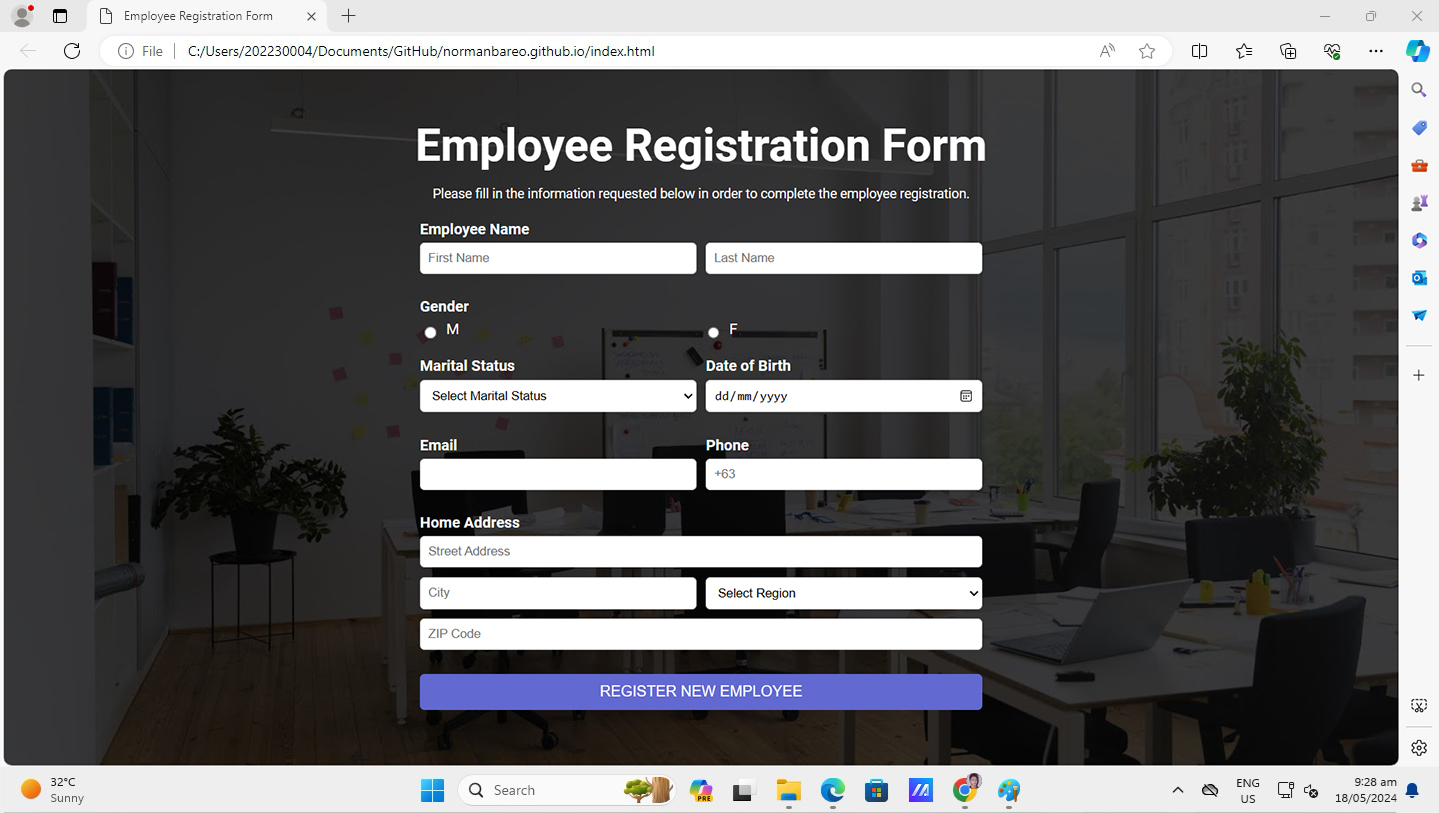 Employee Registration Form
File
C:/Users/202230004/Documents/GitHub/normanbareo.github.io/index.html
Employee Registration Form
Please fill in the information requested below in order to complete the employee registration.
Employee Name
First Name
Last Name
Gender
M
F
Marital Status
Date of Birth
Select Marital Status
dd/mm/yyyy
Email
Phone
+63
Home Address
Street Address
City
Select Region
ZIP Code
REGISTER NEW EMPLOYEE
32°C
Sunny
Search
PRE
ENG
US
9:28 am
18/05/2024